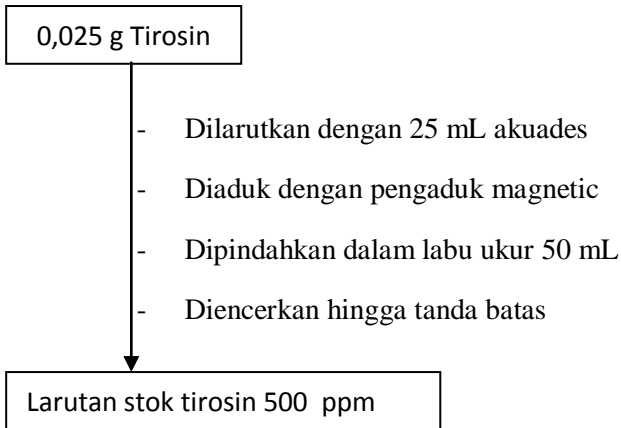 0,025 g Tirosin
- Dilarutkan dengan 25 mL akuades
- Diaduk dengan pengaduk magnetic
- Dipindahkan dalam labu ukur 50 mL
- Diencerkan hingga tanda batas
Larutan stok tirosin 500 ppm